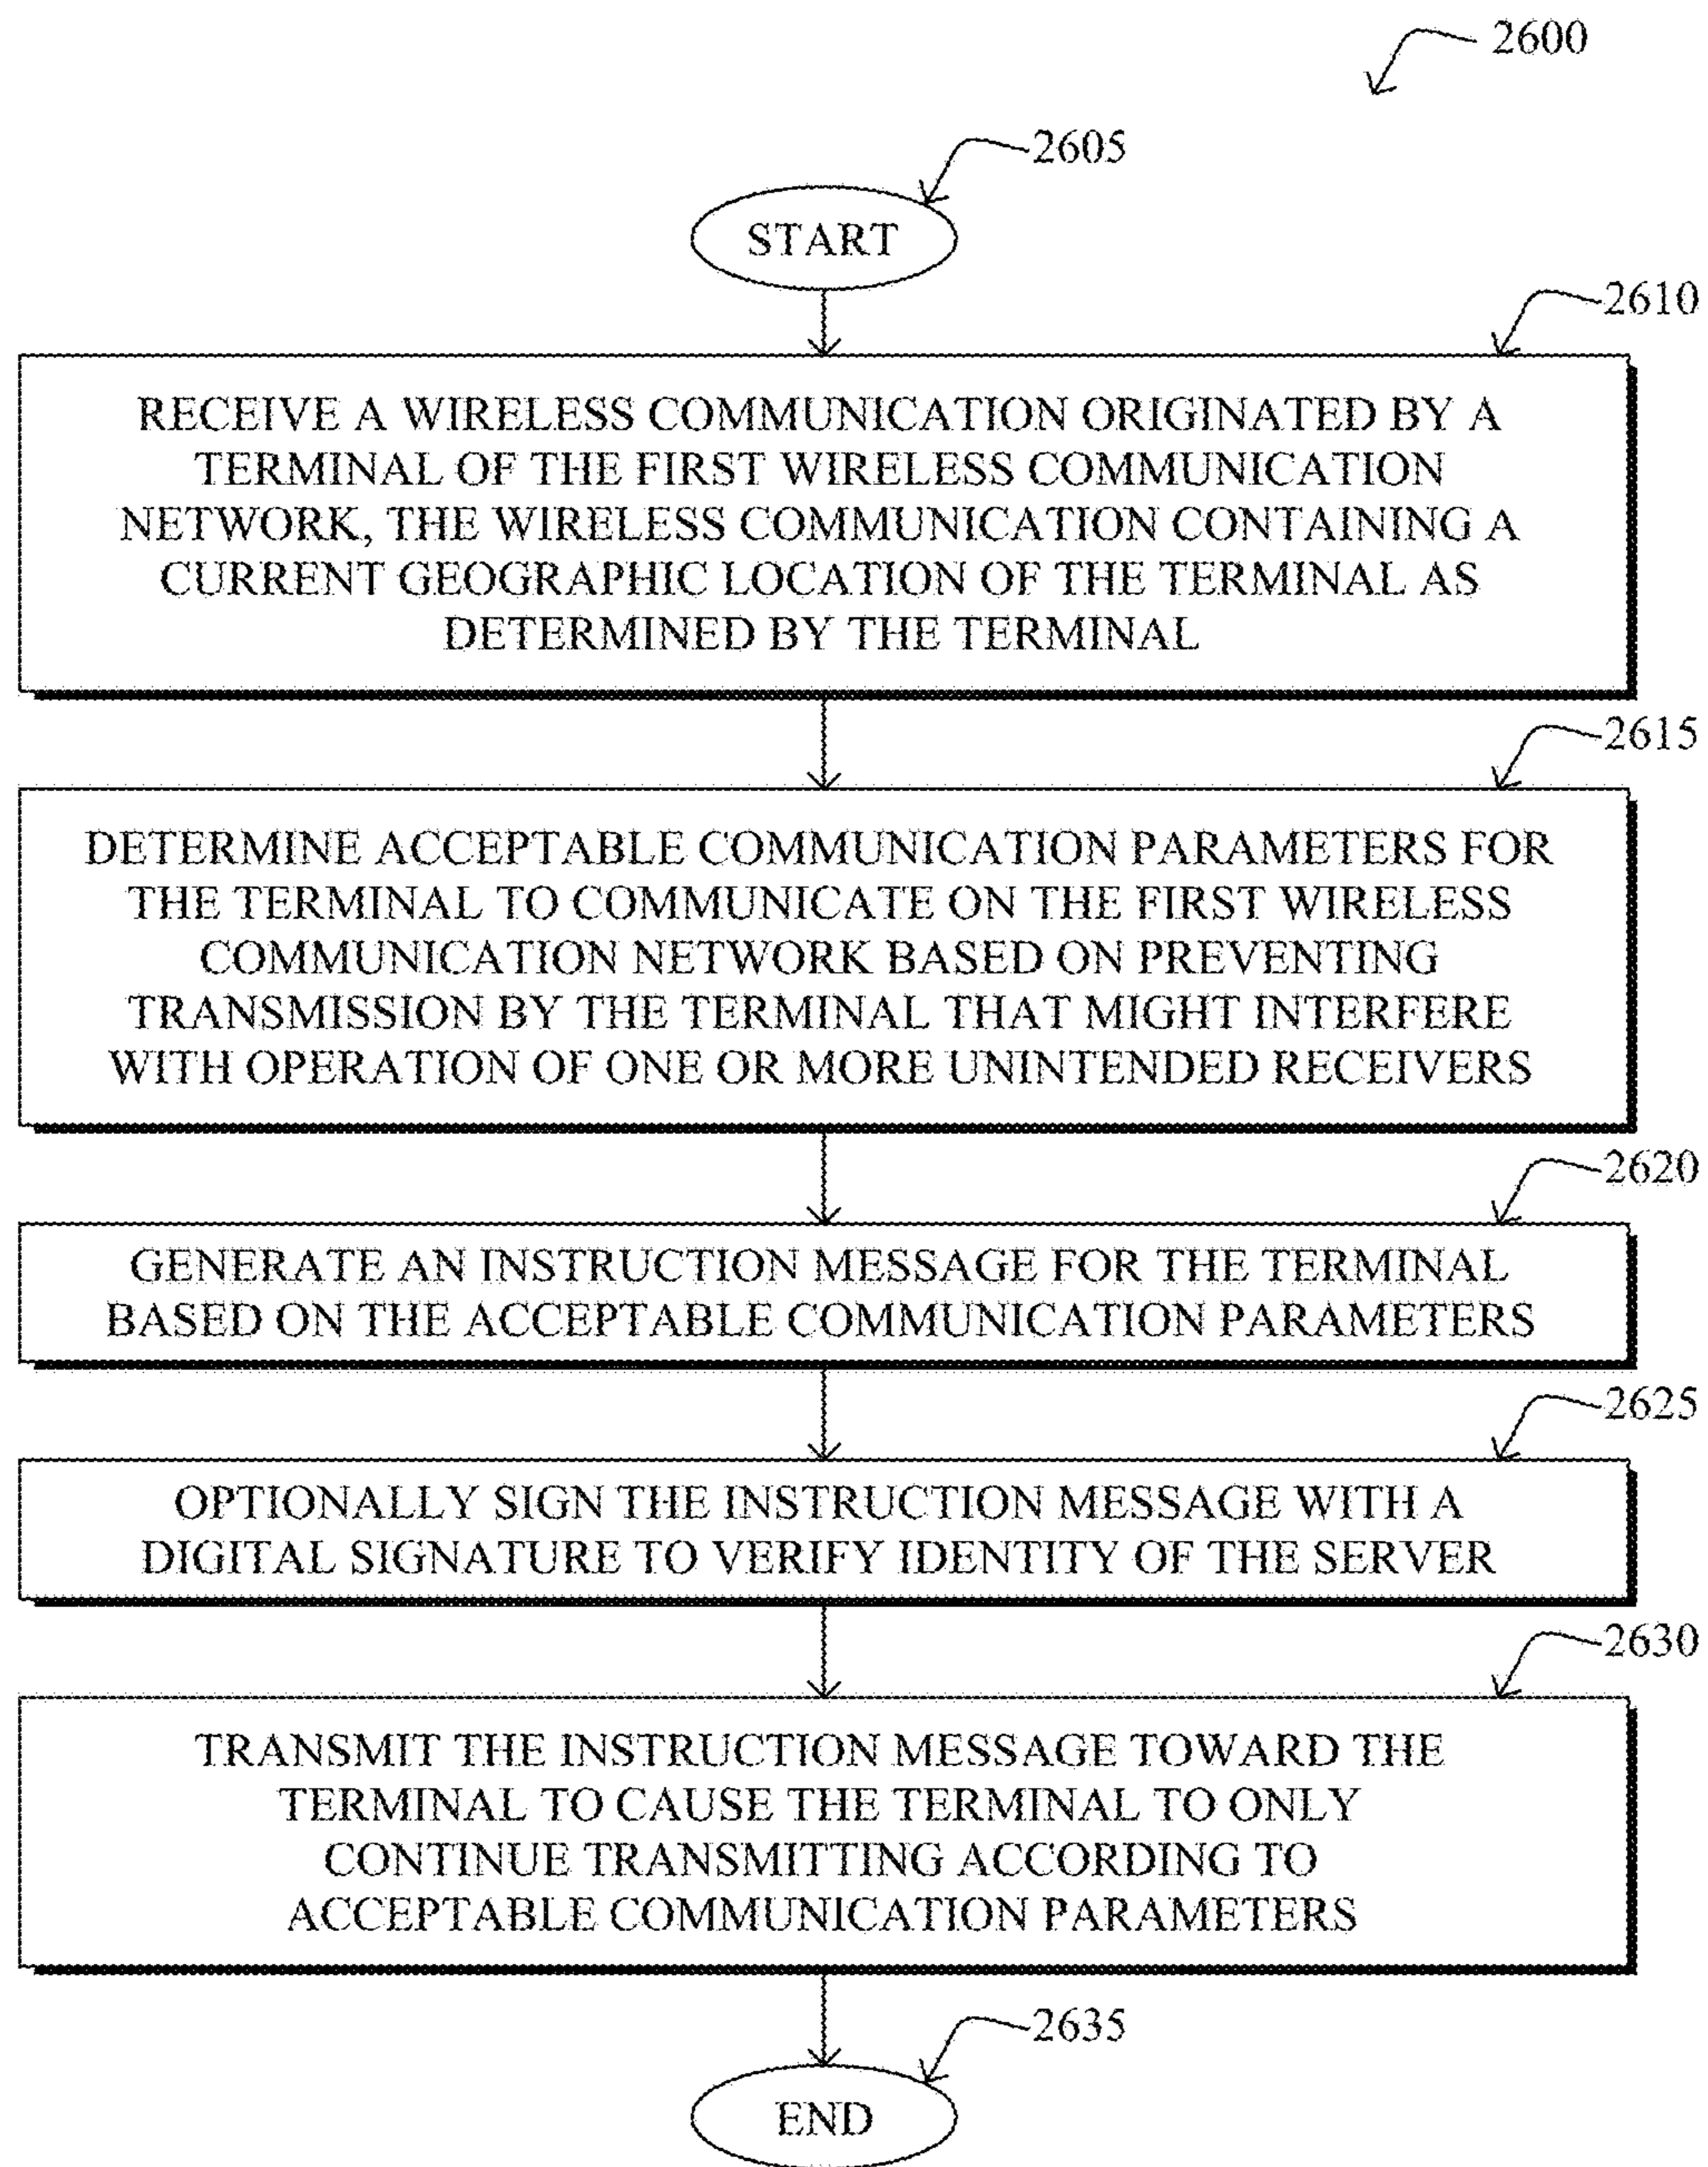 2600
2605
START
2610
RECEIVE A WIRELESS COMMUNICATION ORIGINATED BY A
TERMINAL OF THE FIRST WIRELESS COMMUNICATION
NETWORK, THE WIRELESS COMMUNICATION CONTAINING A
CURRENT GEOGRAPHIC LOCATION OF THE TERMINAL AS
DETERMINED BY THE TERMINAL
2615
DETERMINE ACCEPTABLE COMMUNICATION PARAMETERS FOR
THE TERMINAL TO COMMUNICATE ON THE FIRST WIRELESS
COMMUNICATION NETWORK BASED ON PREVENTING
TRANSMISSION BY THE TERMINAL THAT MIGHT INTERFERE
WITH OPERATION OF ONE OR MORE UNINTENDED RECEIVERS
2620
GENERATE AN INSTRUCTION MESSAGE FOR THE TERMINAL
BASED ON THE ACCEPTABLE COMMUNICATION PARAMETERS
2625
OPTIONALLY SIGN THE INSTRUCTION MESSAGE WITH A
DIGITAL SIGNATURE TO VERIFY IDENTITY OF THE SERVER
2630
TRANSMIT THE INSTRUCTION MESSAGE TOWARD THE
TERMINAL TO CAUSE THE TERMINAL TO ONLY
CONTINUE TRANSMITTING ACCORDING TO
ACCEPTABLE COMMUNICATION PARAMETERS
2635
END